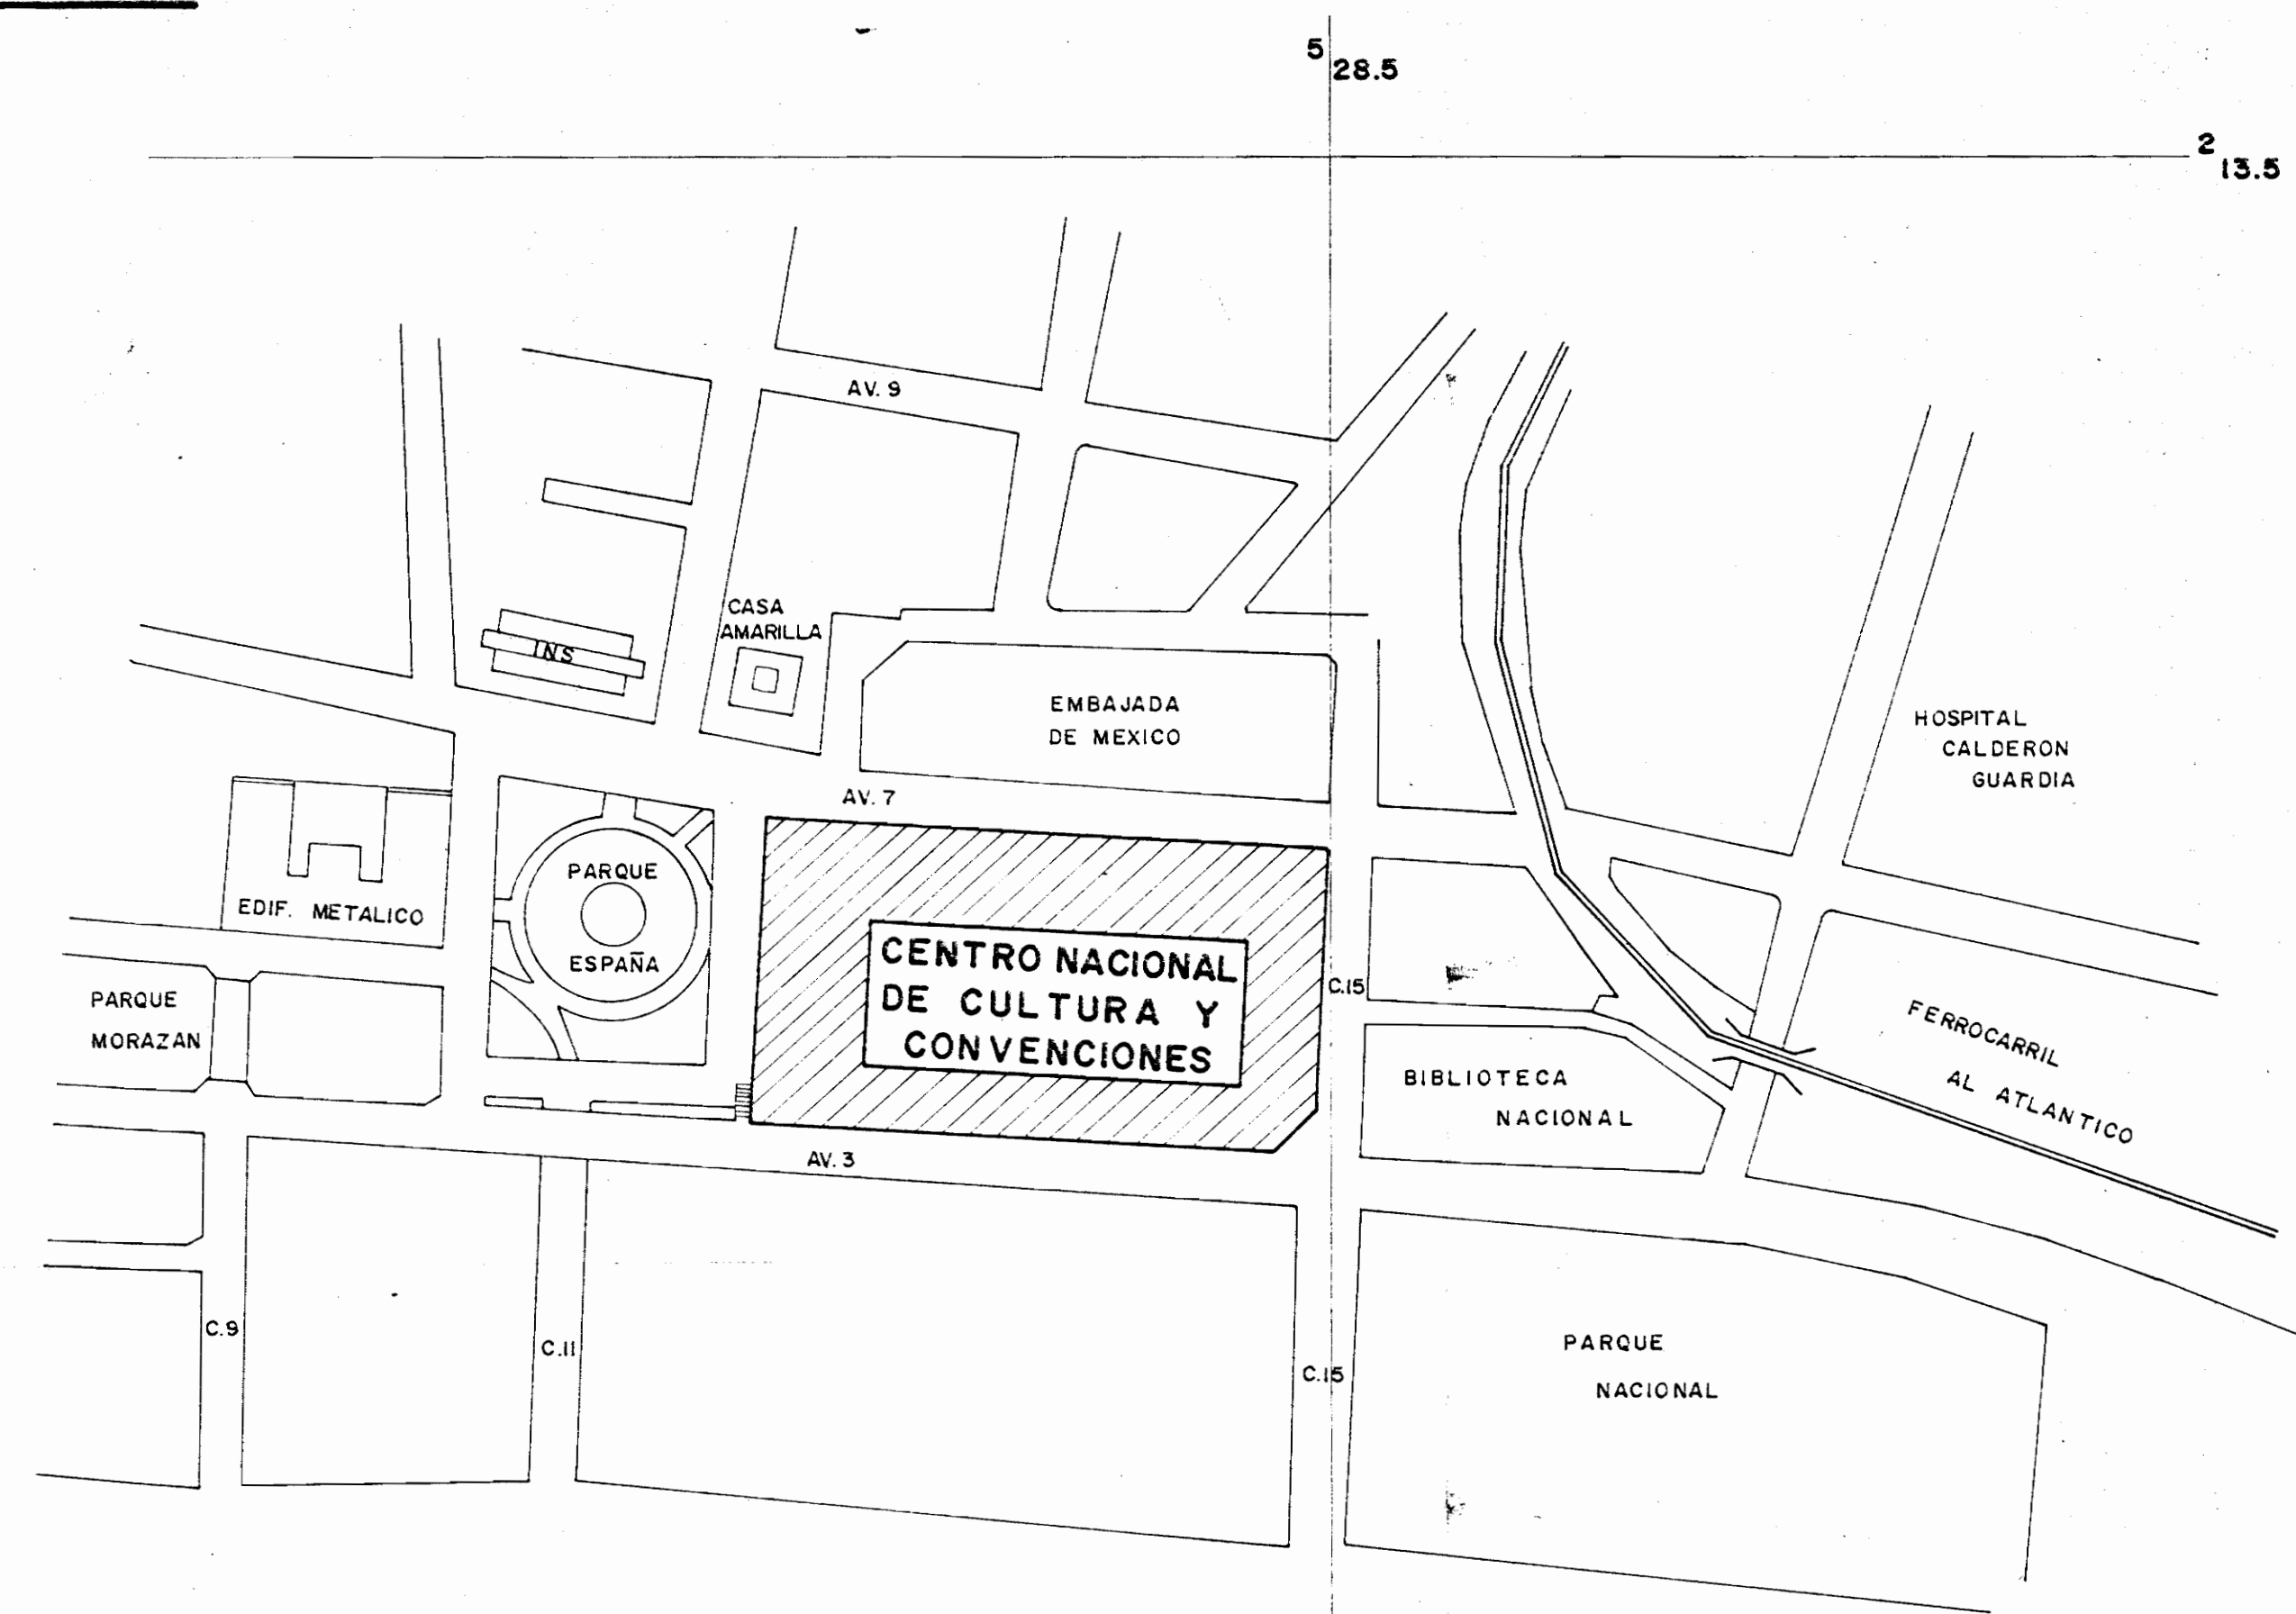 5
28.5
2
13.5
AV. 9
CASA
AMARILLA
INS
EMBAJADA
DE MEXICO
HOSPITAL
CALDERON
GUARDIA
AV. 7
PARQUE
ESPAÑA
EDIF. METALICO
CENTRO NACIONAL
DE CULTURA Y
CONVENCIONES
C.15
PARQUE
MORAZAN
FERROCARRIL
AL ATLANTICO
BIBLIOTECA
NACIONAL
AV. 3
C.9
C.11
C.15
PARQUE
NACIONAL